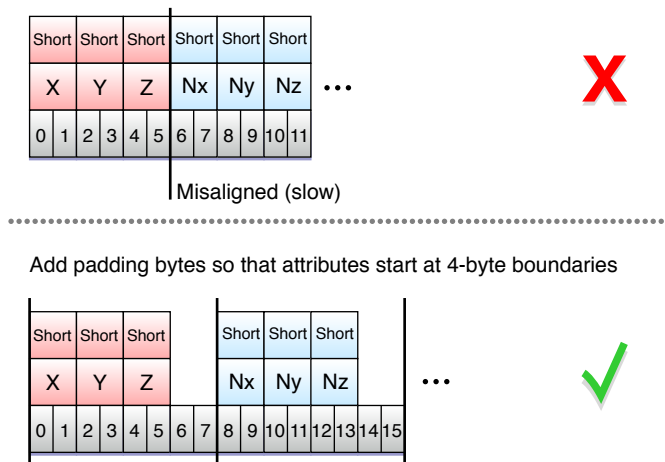 Short Short Short Short Short Short
X Y Z Nx Ny Nz ...
0 1 2 3 4 5 6 7 8 9 10 11
Misaligned (slow)
Add padding bytes so that attributes start at 4-byte boundaries
Short Short Short Short Short Short
X Y Z Nx Ny Nz ...
0 1 2 3 4 5 6 7 8 9 10 11 12 13 14 15